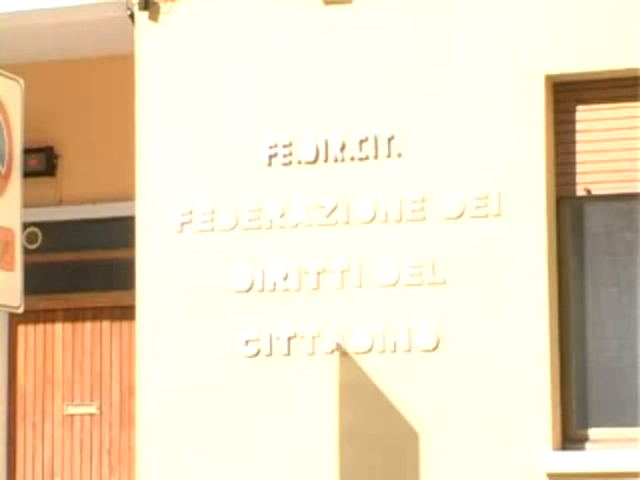 FE.DIR.CIT.
FEDERAZIONE DEI
DIRITTI DEL
CITTADINO